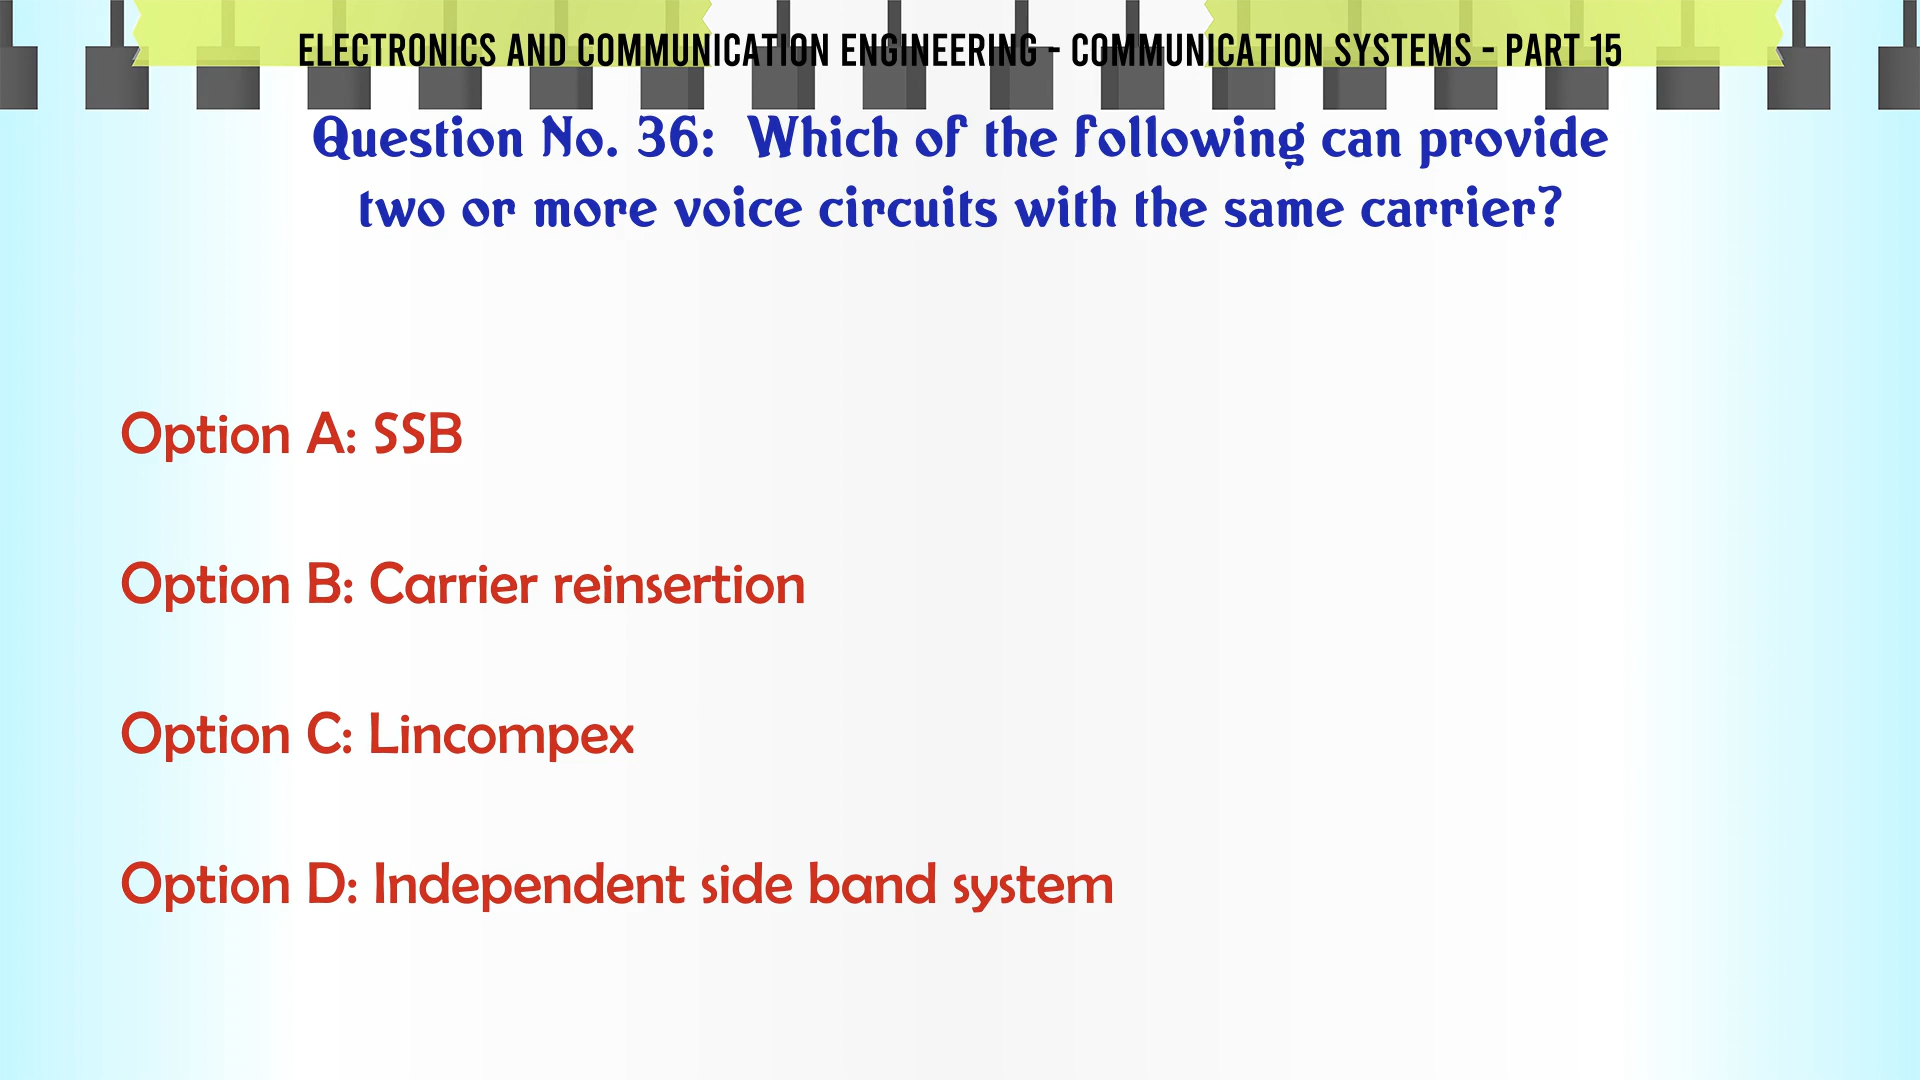 ELECTRONICS AND COMMUNICATION ENGINEERING - COMMUNICATION SYSTEMS - PART 15
Question No. 36: Which of the following can provide
two or more voice circuits with the same carrier?
Option A: SSB
Option B: Carrier reinsertion
Option C: Lincompex
Option D: Independent side band system